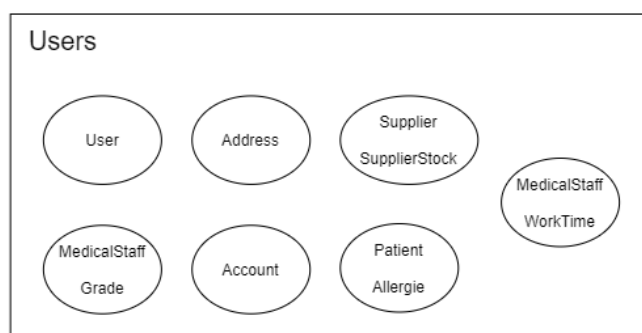 Users
User
Address
Supplier
SupplierStock
MedicalStaff
WorkTime
MedicalStaff
Grade
Account
Patient
Allergie